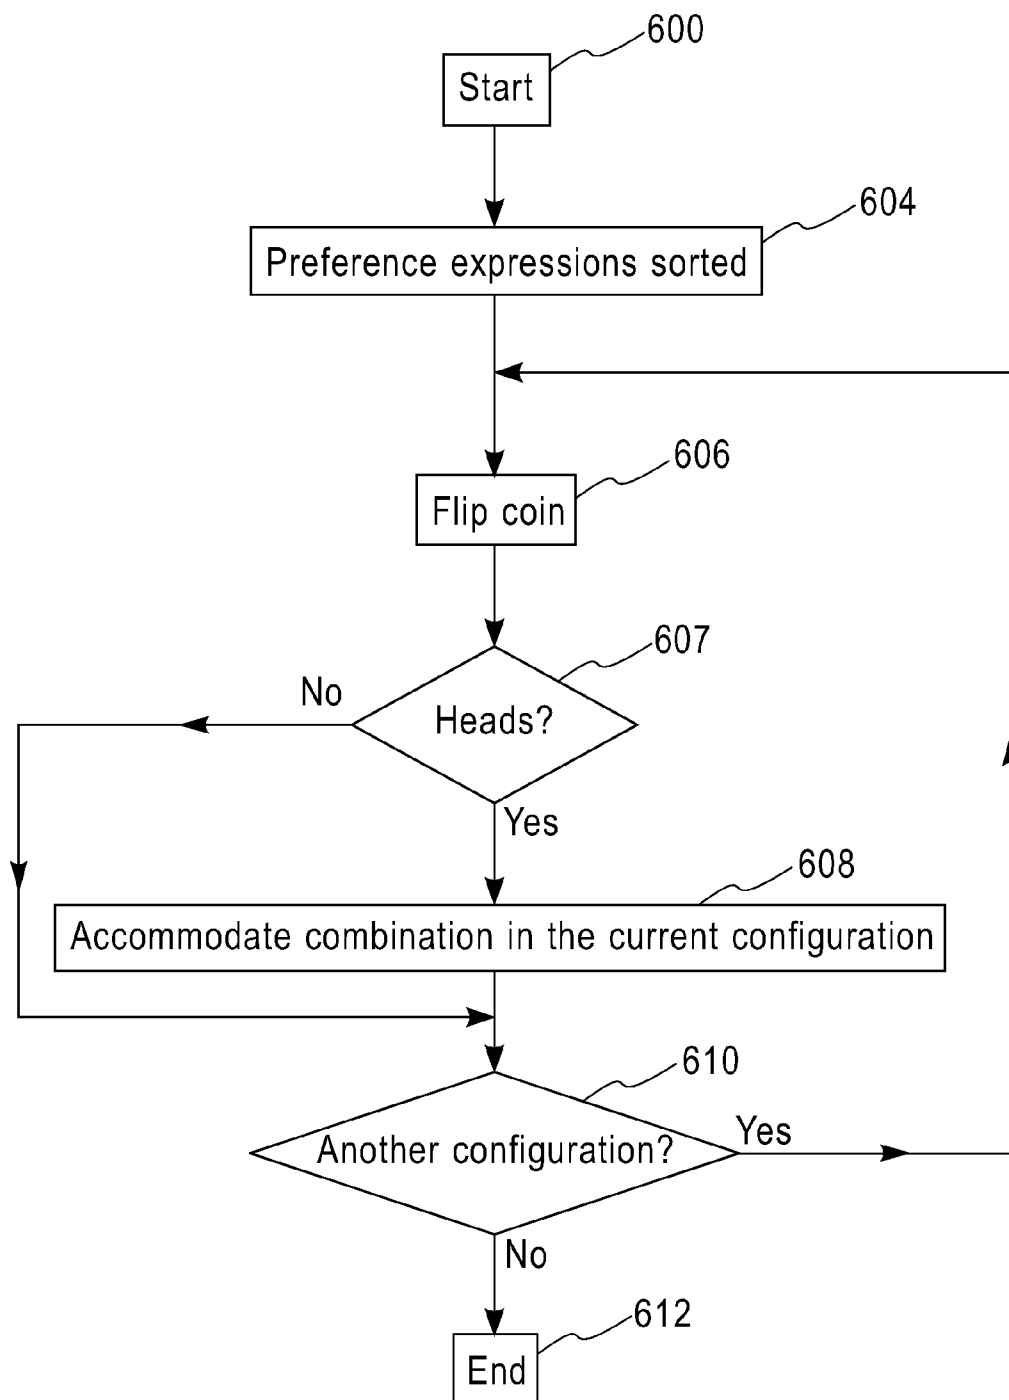 600
Start
604
Preference expressions sorted
606
Flip coin
607
No
Heads?
Yes
608
Accommodate combination in the current configuration
610
Another configuration?
Yes
No
612
End